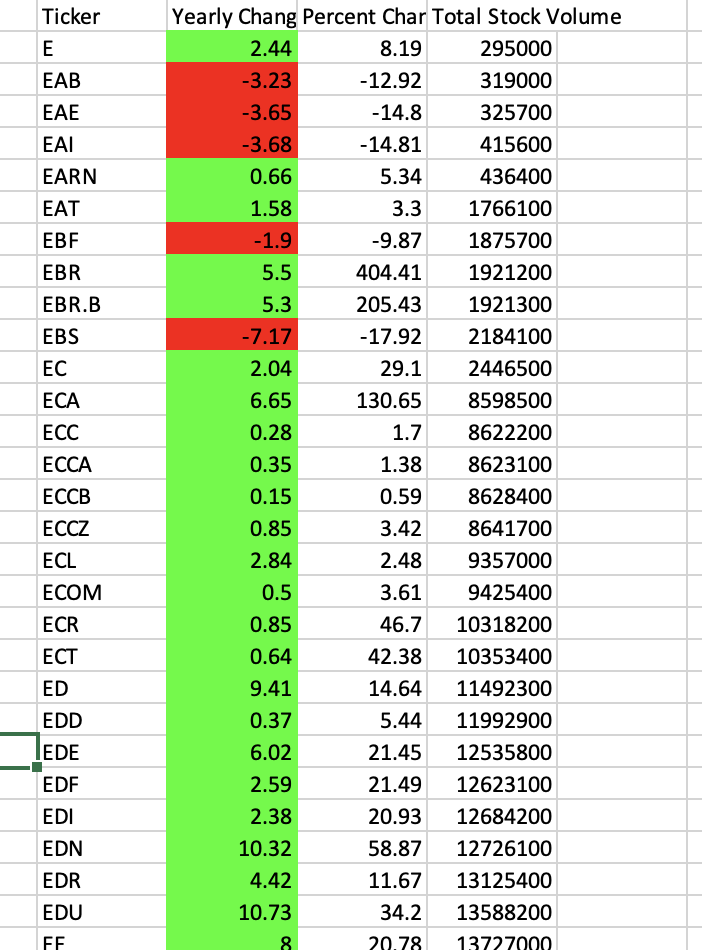 Ticker Yearly Chang Percent Char Total Stock Volume
E 2.44 8.19 295000
EAB -3.23 -12.92 319000
EAE -3.65 -14.8 325700
EAI -3.68 -14.81 415600
EARN 0.66 5.34 436400
EAT 1.58 3.3 1766100
EBF -1.9 -9.87 1875700
EBR 5.5 404.41 1921200
EBR.B 5.3 205.43 1921300
EBS -7.17 -17.92 2184100
EC 2.04 29.1 2446500
ECA 6.65 130.65 8598500
ECC 0.28 1.7 8622200
ECCA 0.35 1.38 8623100
ECCB 0.15 0.59 8628400
ECCZ 0.85 3.42 8641700
ECL 2.84 2.48 9357000
ECOM 0.5 3.61 9425400
ECR 0.85 46.7 10318200
ECT 0.64 42.38 10353400
ED 9.41 14.64 11492300
EDD 0.37 5.44 11992900
EDE 6.02 21.45 12535800
EDF 2.59 21.49 12623100
EDI 2.38 20.93 12684200
EDN 10.32 58.87 12726100
EDR 4.42 11.67 13125400
EDU 10.73 34.2 13588200
EE 8 20.78 13727000